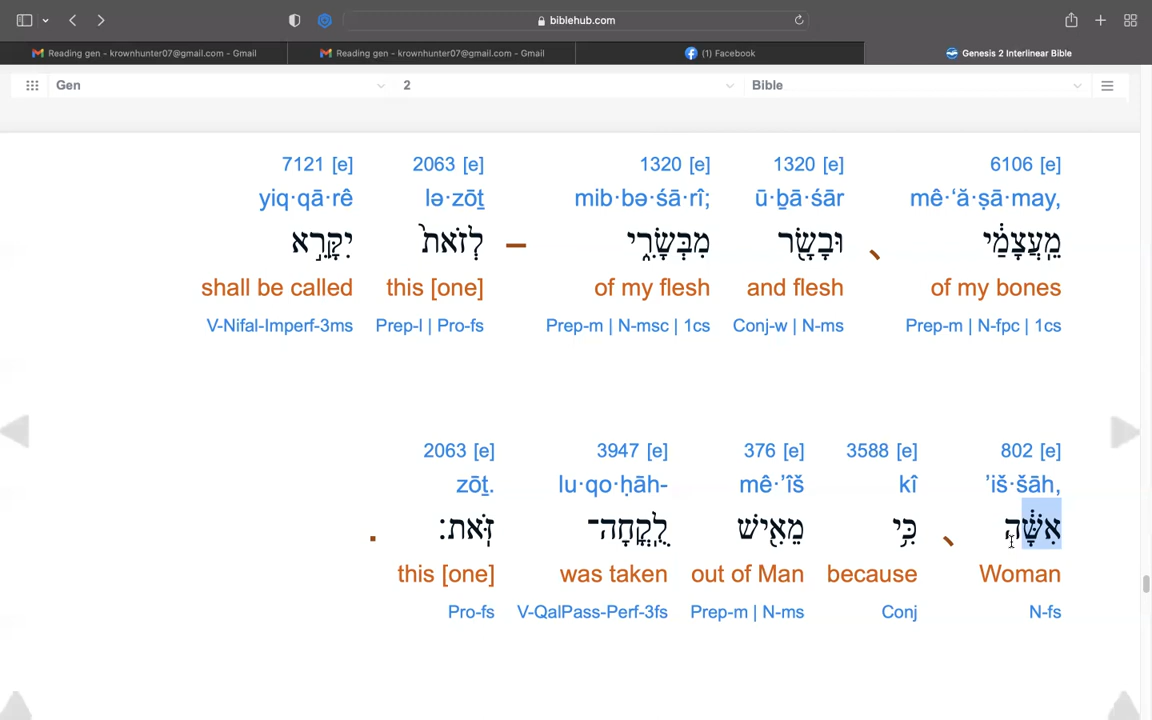 biblehub.com
Reading gen - krownhunter07@gmail.com - Gmail Reading gen - krownhunter07@gmail.com - Gmail (1) Facebook Genesis 2 Interlinear Bible
Gen 2 Bible
7121 [e] 2063 [e] 1320 [e] 1320 [e] 6106 [e]
yiq·qā·rê lə·zōṯ mib·bə·śā·rî; ū·ḇā·śār mê·‘ă·ṣā·may,
מֵֽעֲצָמַ֔י ، וּבָשָׂ֖ר מִבְּשָׂרִ֑י – לְזֹאת֙ יִקָּרֵ֣א
shall be called this [one] of my flesh and flesh of my bones
V-Nifal-Imperf-3ms Prep-l | Pro-fs Prep-m | N-msc | 1cs Conj-w | N-ms Prep-m | N-fpc | 1cs
2063 [e] 3947 [e] 376 [e] 3588 [e] 802 [e]
zōṯ. lu·qo·ḥāh- mê·’îš kî ’iš·šāh,
אִשָּׁ֔ה ، כִּ֥י מֵאִ֖ישׁ לֻֽקֳחָה־ זֹּֽאת׃ .
this [one] was taken out of Man because Woman
Pro-fs V-QalPass-Perf-3fs Prep-m | N-ms Conj N-fs